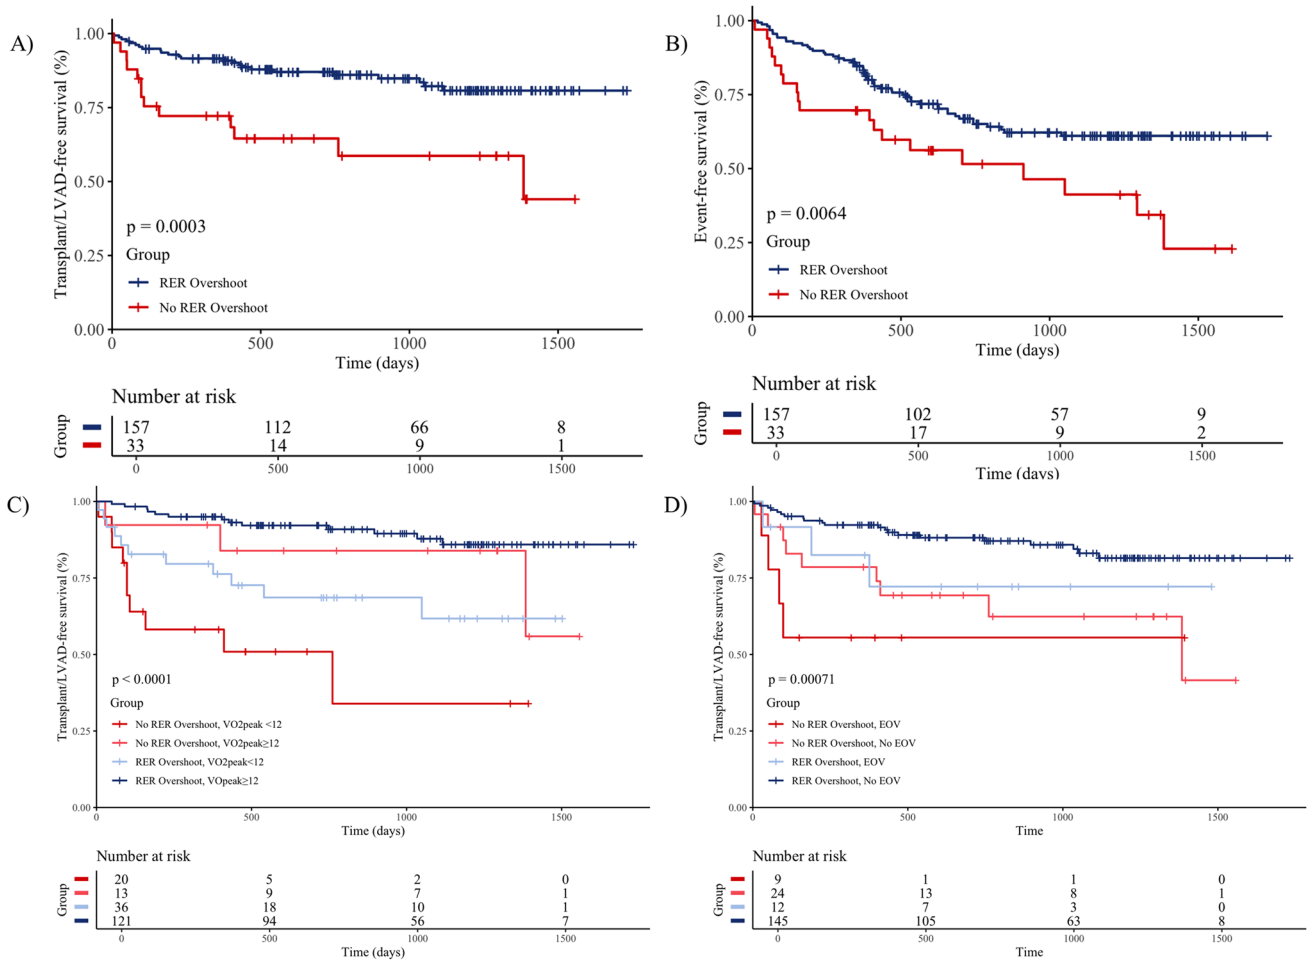 A)
Transplant/LVAD-free survival (%)
1.00
0.75
0.50
0.25
0.00
p = 0.0003
Group
RER Overshoot
No RER Overshoot
0 500 1000 1500
Time (days)
Number at risk
Group
157 112 66 8
33 14 9 1
0 500 1000 1500
B)
Event-free survival (%)
1.00
0.75
0.50
0.25
0.00
p = 0.0064
Group
RER Overshoot
No RER Overshoot
0 500 1000 1500
Time (days)
Number at risk
Group
157 102 57 9
33 17 9 2
0 500 1000 1500
Time (days)
C)
Transplant/LVAD-free survival (%)
1.00
0.75
0.50
0.25
0.00
p < 0.0001
Group
No RER Overshoot, VO2peak <12
No RER Overshoot, VO2peak≥12
RER Overshoot, VO2peak<12
RER Overshoot, VOpeak≥12
0 500 1000 1500
Time (days)
Number at risk
Group
20 5 2 0
13 9 7 1
36 18 10 1
121 94 56 7
0 500 1000 1500
Time (days)
D)
Transplant/LVAD-free survival (%)
1.00
0.75
0.50
0.25
0.00
p = 0.00071
Group
No RER Overshoot, EOV
No RER Overshoot, No EOV
RER Overshoot, EOV
RER Overshoot, No EOV
0 500 1000 1500
Time
Number at risk
Group
9 1 1 0
24 13 8 1
12 7 3 0
145 105 63 8
0 500 1000 1500
Time